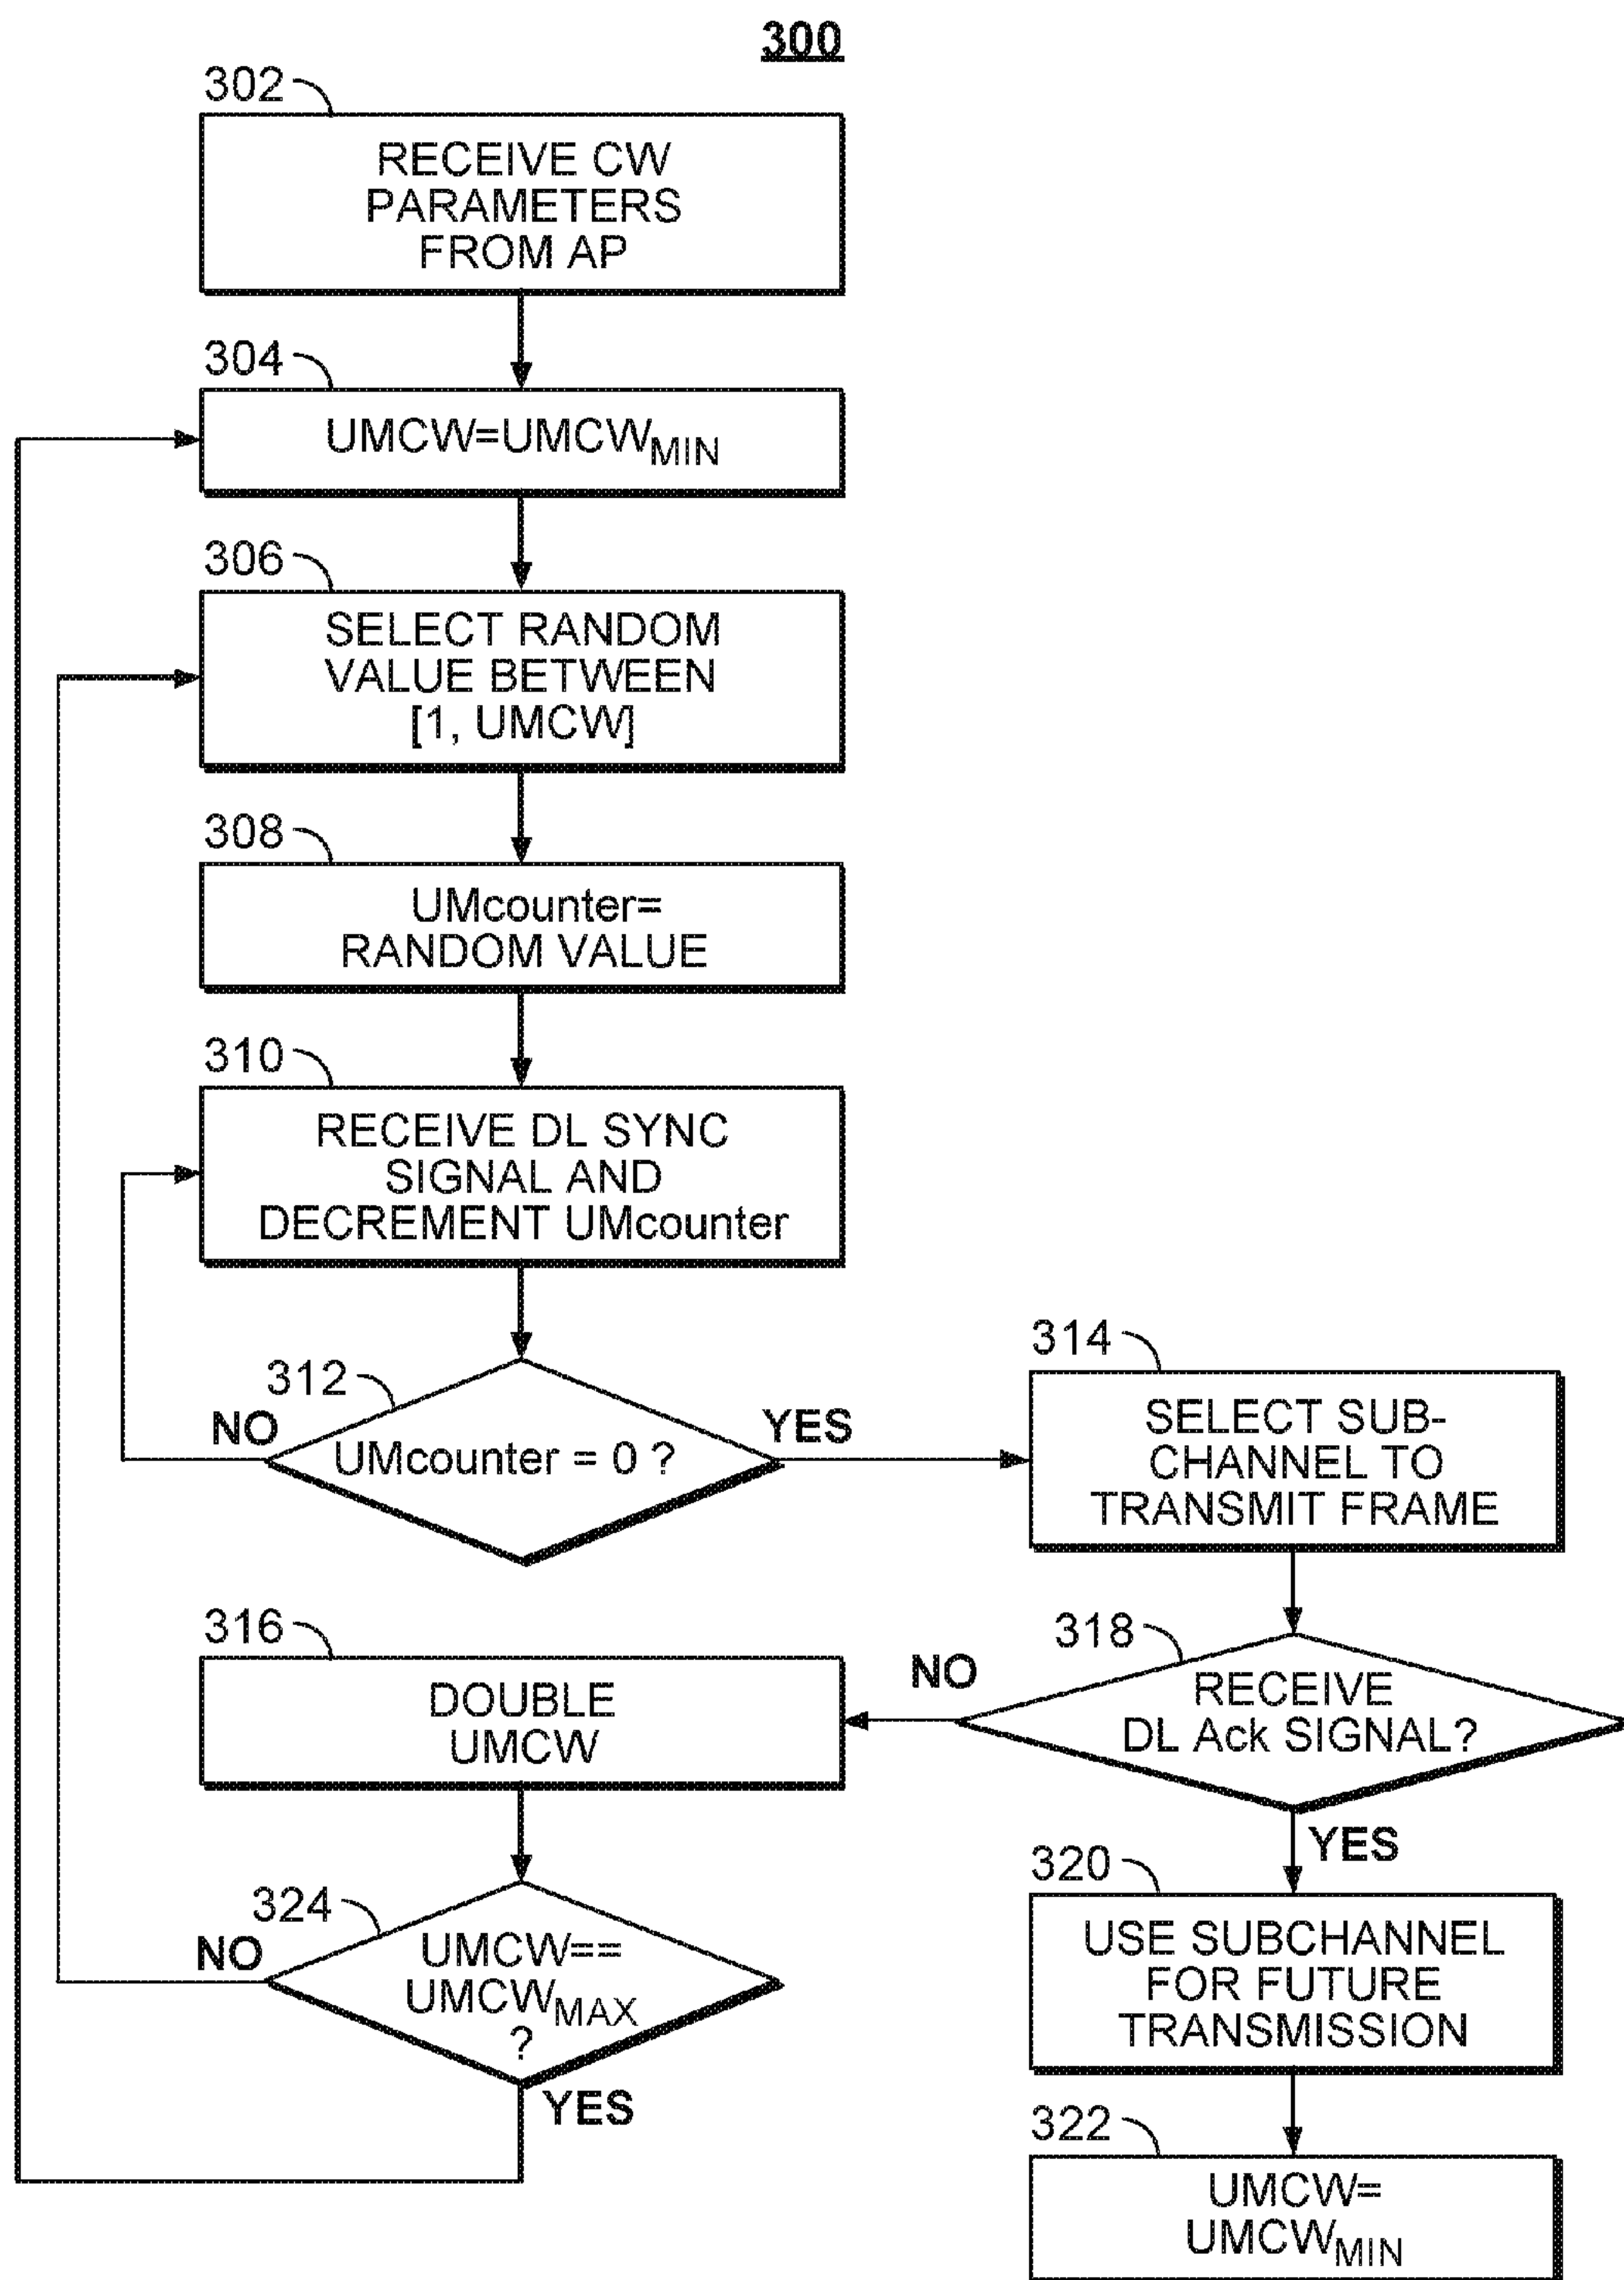 300
302
RECEIVE CW
PARAMETERS
FROM AP
304
UMCW=UMCW_MIN
306
SELECT RANDOM
VALUE BETWEEN
[1, UMCW]
308
UMcounter=
RANDOM VALUE
310
RECEIVE DL SYNC
SIGNAL AND
DECREMENT UMcounter
312
NO
UMcounter = 0 ?
YES
314
SELECT SUB-
CHANNEL TO
TRANSMIT FRAME
316
DOUBLE
UMCW
318
NO
RECEIVE
DL Ack SIGNAL?
YES
320
USE SUBCHANNEL
FOR FUTURE
TRANSMISSION
324
NO
UMCW==
UMCW_MAX
?
YES
322
UMCW=
UMCW_MIN